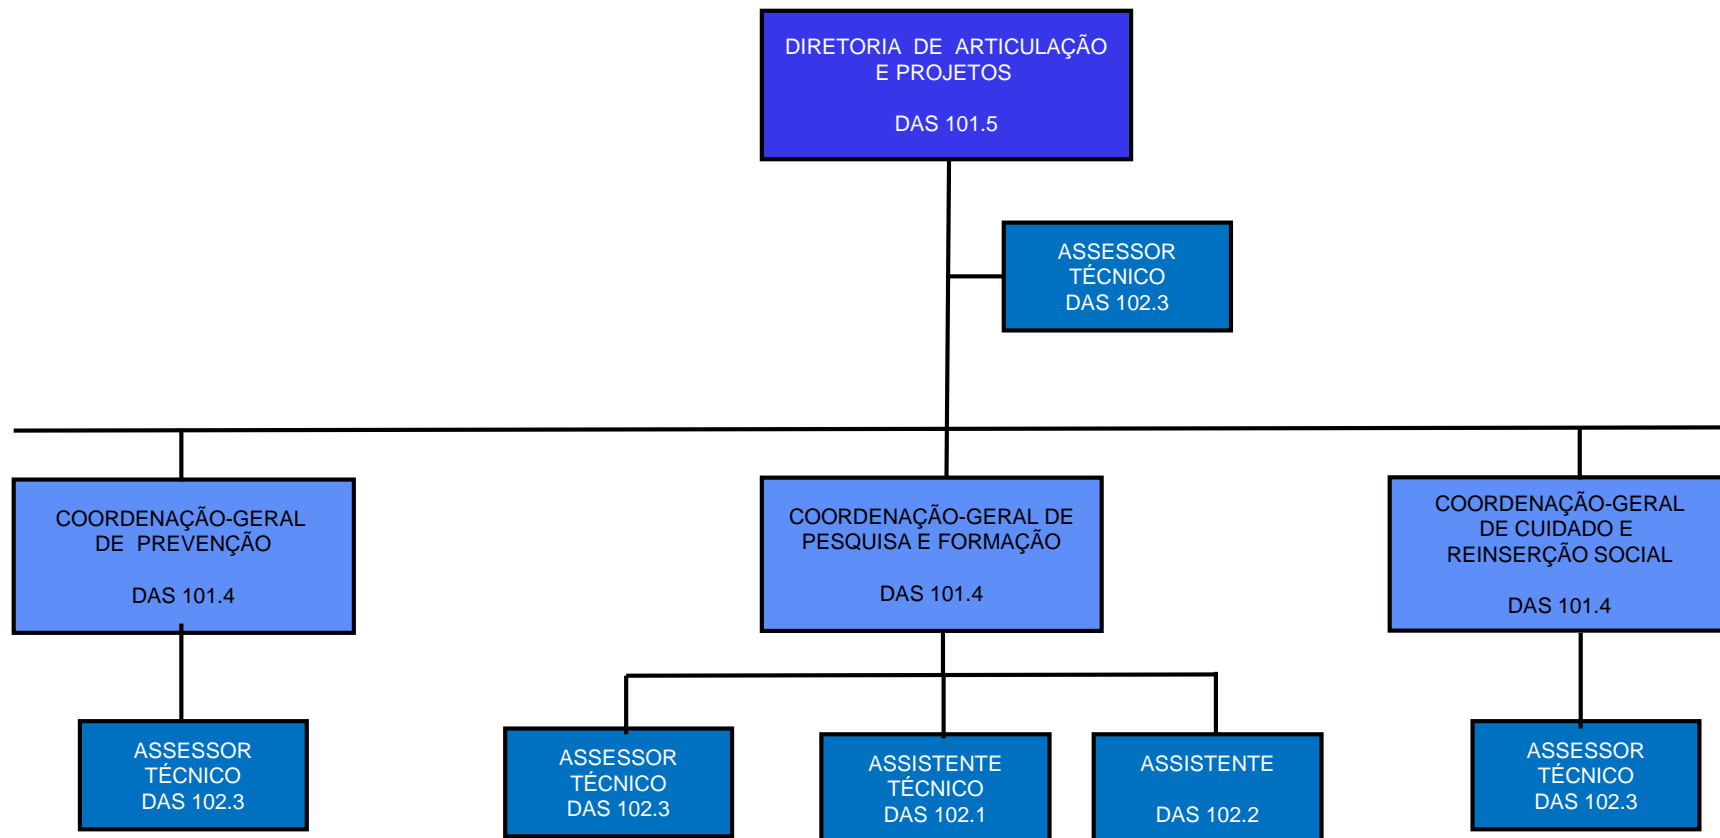 DIRETORIA DE ARTICULAÇÃO
E PROJETOS
DAS 101.5
ASSESSOR
TÉCNICO
DAS 102.3
COORDENAÇÃO-GERAL
DE PREVENÇÃO
DAS 101.4
COORDENAÇÃO-GERAL DE
PESQUISA E FORMAÇÃO
DAS 101.4
COORDENAÇÃO-GERAL
DE CUIDADO E
REINSERÇÃO SOCIAL
DAS 101.4
ASSESSOR
TÉCNICO
DAS 102.3
ASSESSOR
TÉCNICO
DAS 102.3
ASSISTENTE
TÉCNICO
DAS 102.1
ASSISTENTE
DAS 102.2
ASSESSOR
TÉCNICO
DAS 102.3